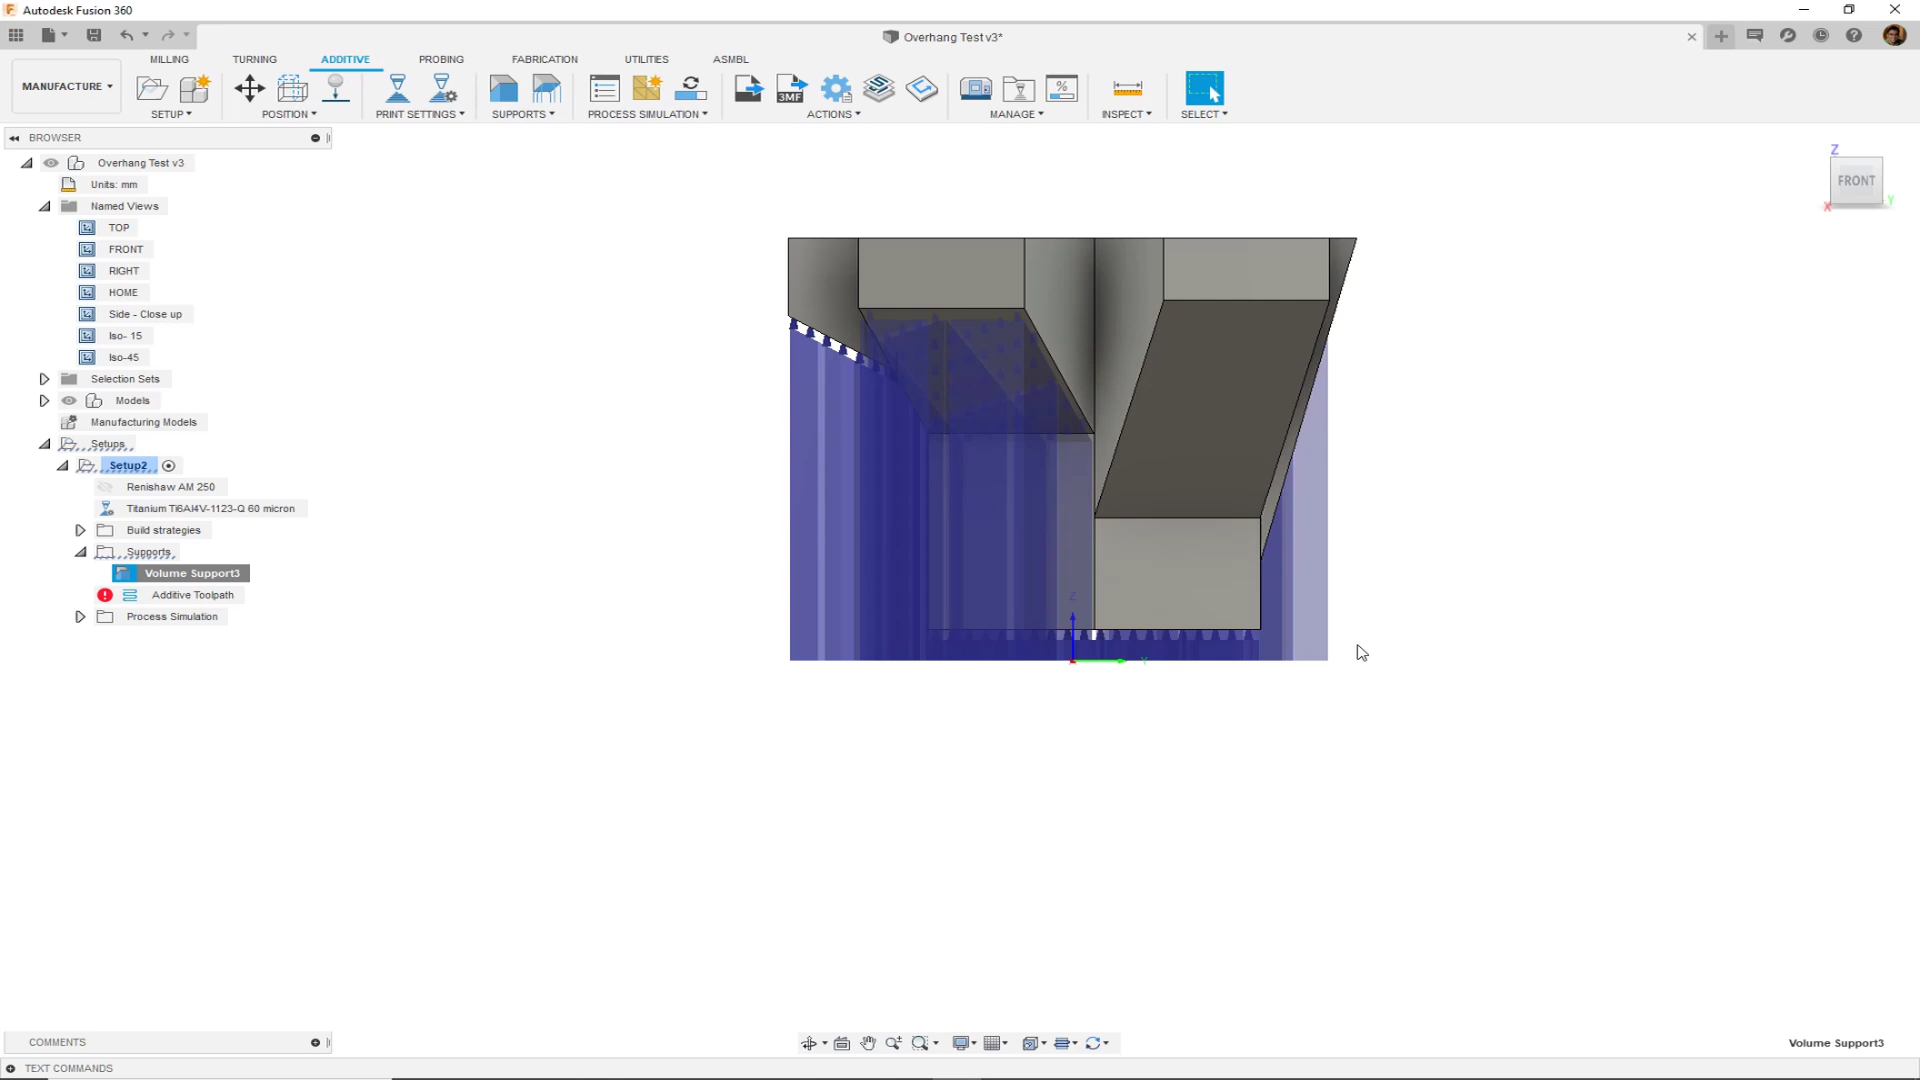 Autodesk Fusion 360
Overhang Test v3*
MILLING TURNING ADDITIVE PROBING FABRICATION UTILITIES ASMBL
MANUFACTURE
3MF
SETUP POSITION PRINT SETTINGS SUPPORTS PROCESS SIMULATION ACTIONS MANAGE INSPECT SELECT
BROWSER
Overhang Test v3
Units: mm
Named Views
TOP
FRONT
RIGHT
HOME
Side - Close up
Iso- 15
Iso-45
Selection Sets
Models
Manufacturing Models
Setups
Setup2
Renishaw AM 250
Titanium Ti6Al4V-1123-Q 60 micron
Build strategies
Supports
Volume Support3
Additive Toolpath
Process Simulation
Z
FRONT
X Y
Z
Y
COMMENTS
Volume Support3
TEXT COMMANDS